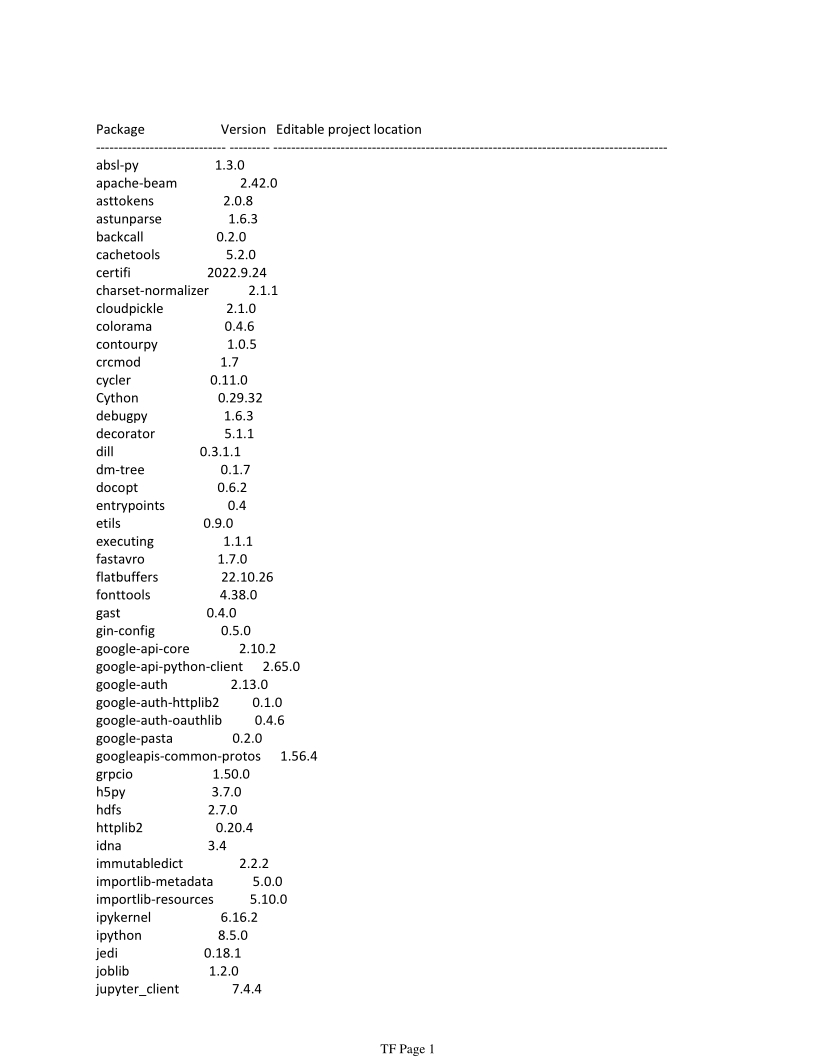 Package Version Editable project location
----------------------------- --------- ----------------------------------------------------------------------------------------
absl-py 1.3.0
apache-beam 2.42.0
asttokens 2.0.8
astunparse 1.6.3
backcall 0.2.0
cachetools 5.2.0
certifi 2022.9.24
charset-normalizer 2.1.1
cloudpickle 2.1.0
colorama 0.4.6
contourpy 1.0.5
crcmod 1.7
cycler 0.11.0
Cython 0.29.32
debugpy 1.6.3
decorator 5.1.1
dill 0.3.1.1
dm-tree 0.1.7
docopt 0.6.2
entrypoints 0.4
etils 0.9.0
executing 1.1.1
fastavro 1.7.0
flatbuffers 22.10.26
fonttools 4.38.0
gast 0.4.0
gin-config 0.5.0
google-api-core 2.10.2
google-api-python-client 2.65.0
google-auth 2.13.0
google-auth-httplib2 0.1.0
google-auth-oauthlib 0.4.6
google-pasta 0.2.0
googleapis-common-protos 1.56.4
grpcio 1.50.0
h5py 3.7.0
hdfs 2.7.0
httplib2 0.20.4
idna 3.4
immutabledict 2.2.2
importlib-metadata 5.0.0
importlib-resources 5.10.0
ipykernel 6.16.2
ipython 8.5.0
jedi 0.18.1
joblib 1.2.0
jupyter_client 7.4.4
TF Page 1